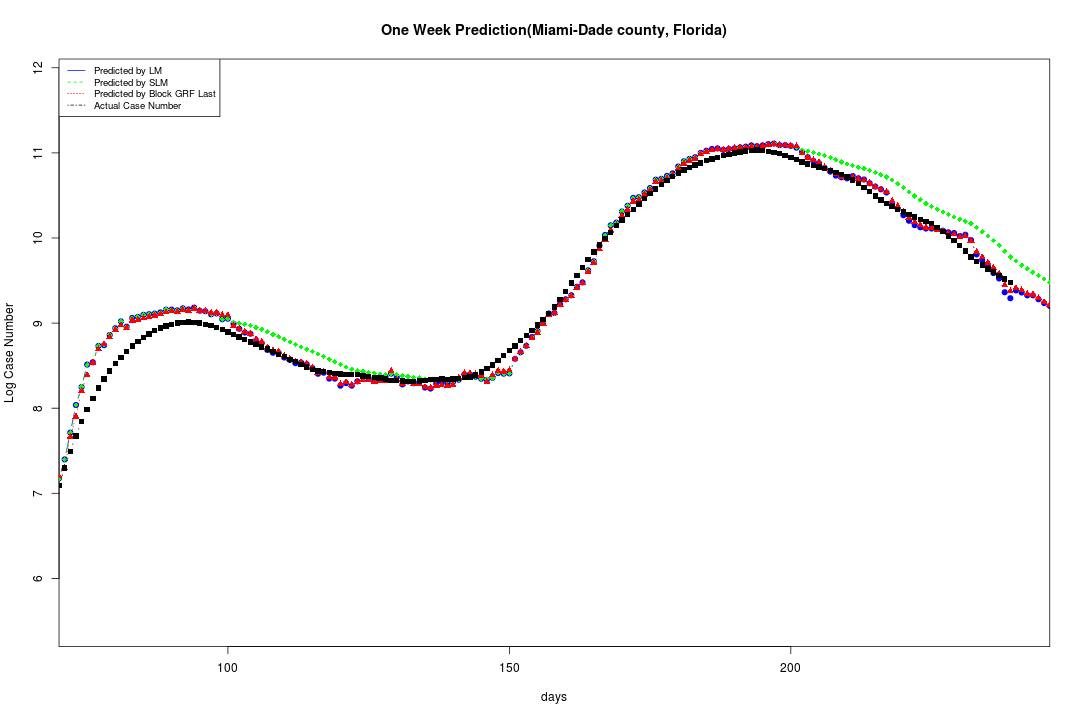 One Week Prediction(Miami-Dade county, Florida)
Predicted by LM
Predicted by SLM
Predicted by Block GRF Last
Actual Case Number
12
11
10
9
8
7
6
Log Case Number
100 150 200
days